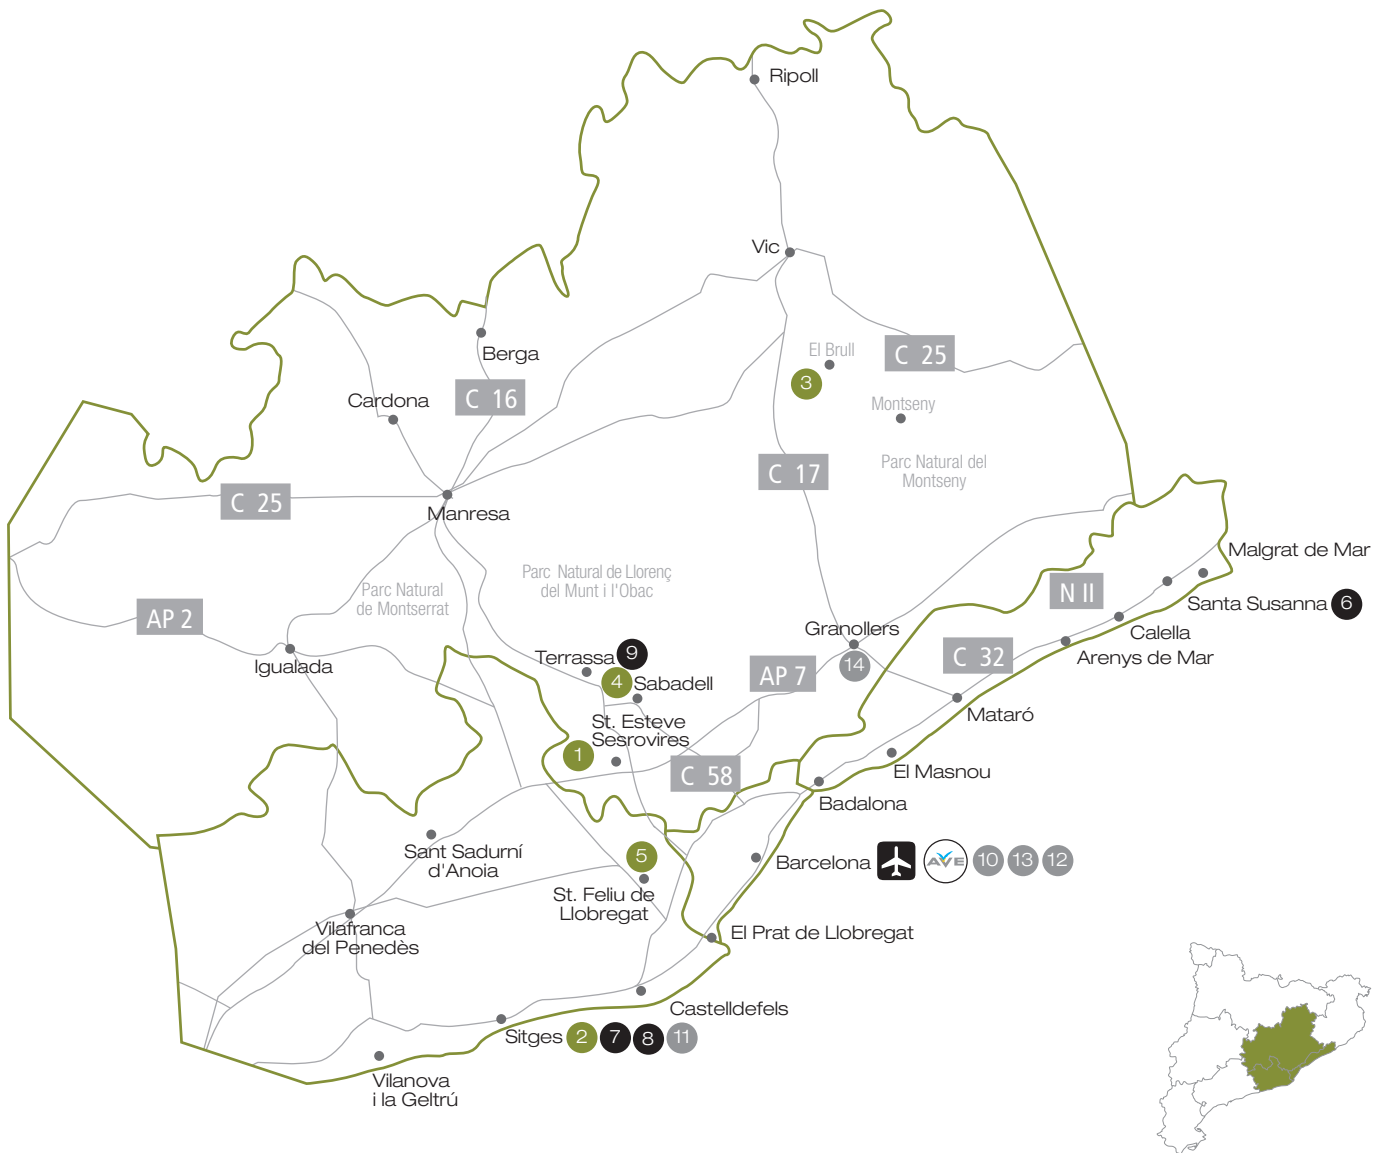 Ripoll
Vic
El Brull
C 25
3
Berga
C 16
Cardona
Montseny
C 17
Parc Natural del
Montseny
C 25
Manresa
Malgrat de Mar
Parc Natural de Llorenç
del Munt i l'Obac
Parc Natural
de Montserrat
N II
Santa Susanna 6
AP 2
Calella
Granollers
14
Arenys de Mar
C 32
Igualada
Terrassa 9
4 Sabadell
AP 7
Mataró
St. Esteve
Sesrovires
1
C 58
El Masnou
Badalona
Sant Sadurní
d'Anoia
5
Barcelona AVE 10 13 12
St. Feliu de
Llobregat
Vilafranca
del Penedès
El Prat de Llobregat
Castelldefels
Sitges 2 7 8 11
Vilanova
i la Geltrú